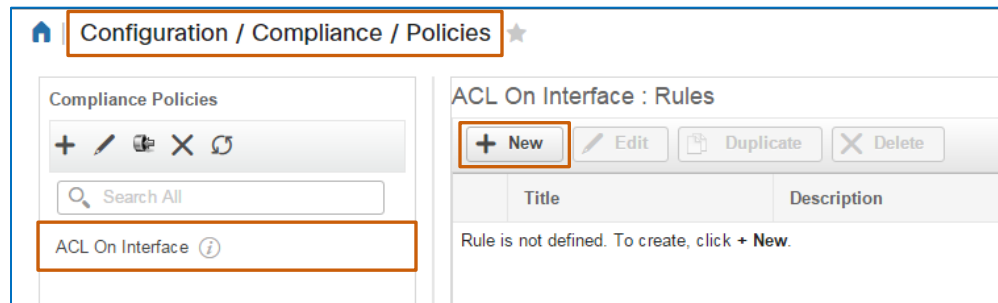 Configuration / Compliance / Policies
Compliance Policies
Search All
ACL On Interface
ACL On Interface : Rules
+ New Edit Duplicate Delete
Title Description
Rule is not defined. To create, click + New.